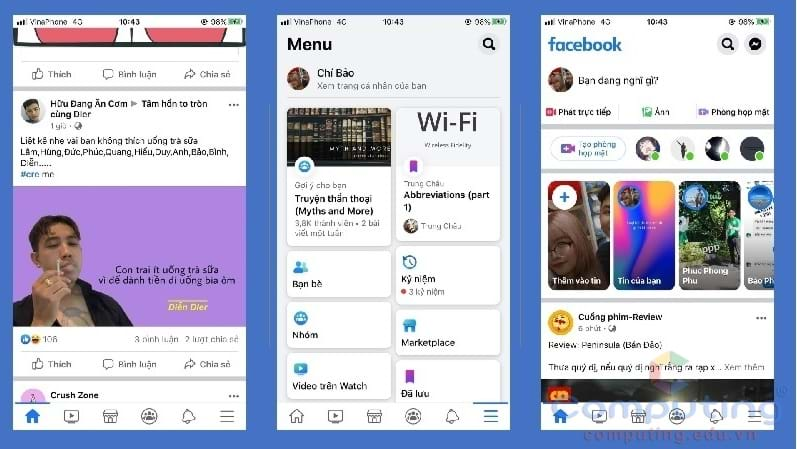 VinaPhone 4G 10:43 98%
Thích Bình luận Chia sẻ
Hữu Đang Ăn Cơm ▶ Tâm hồn to tròn
cùng Dier
1 giờ
Liệt kê nhẹ vài bạn không thích uống trà sữa
Lâm,Hùng,Đức,Phúc,Quang,Hiếu,Duy,Anh,Bảo,Bình,
Diễn.....
#cre me
Con trai ít uống trà sữa
vì để dành tiền đi uống bia ôm
Diễn Dier
106 3 bình luận 2 lượt chia sẻ
Thích Bình luận Chia sẻ
Crush Zone
VinaPhone 4G 10:43 98%
Menu
Chí Bảo
Xem trang cá nhân của bạn
MYTH AND MORE
Gợi ý cho bạn
Truyện thần thoại
(Myths and More)
3,8K thành viên • 2 bài
viết một tuần
Bạn bè
Nhóm
Video trên Watch
Wi-Fi
Wireless Fidelity
Trung Châu
Abbreviations (part
1)
Trung Châu
Kỷ niệm
3 kỷ niệm
Marketplace
Đã lưu
VinaPhone 4G 10:43 98%
facebook
Bạn đang nghĩ gì?
Phát trực tiếp Ảnh Phòng họp mặt
Tạo phòng
họp mặt
Thêm vào tin
Tin của bạn
Phuc Phong
Phu
Bảo Ph
Cuồng phim-Review
6 phút
Review: Peninsula (Bán Đảo)
Thưa quý dị, nếu quý dị nghĩ rằng ra rạp x... Xem thêm
Computing
computing.edu.vn